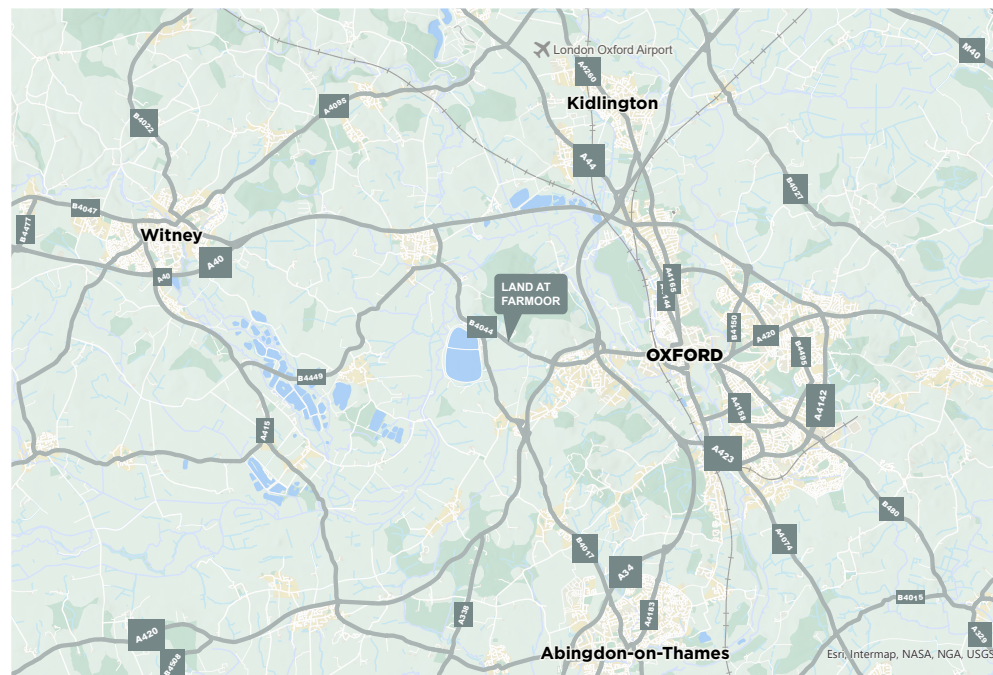 London Oxford Airport
M40
A4260
Kidlington
A4095
B4022
A44
B4027
B4047
B4477
Witney
A40
A40
LAND AT
FARMOOR
A4165
B4044
B4150
A420
B4495
OXFORD
B4449
A4158
A4142
A415
A423
B480
A4074
B4017
A34
B4015
A338
A4183
A420
A329
B4508
Abingdon-on-Thames
Esri, Intermap, NASA, NGA, USGS